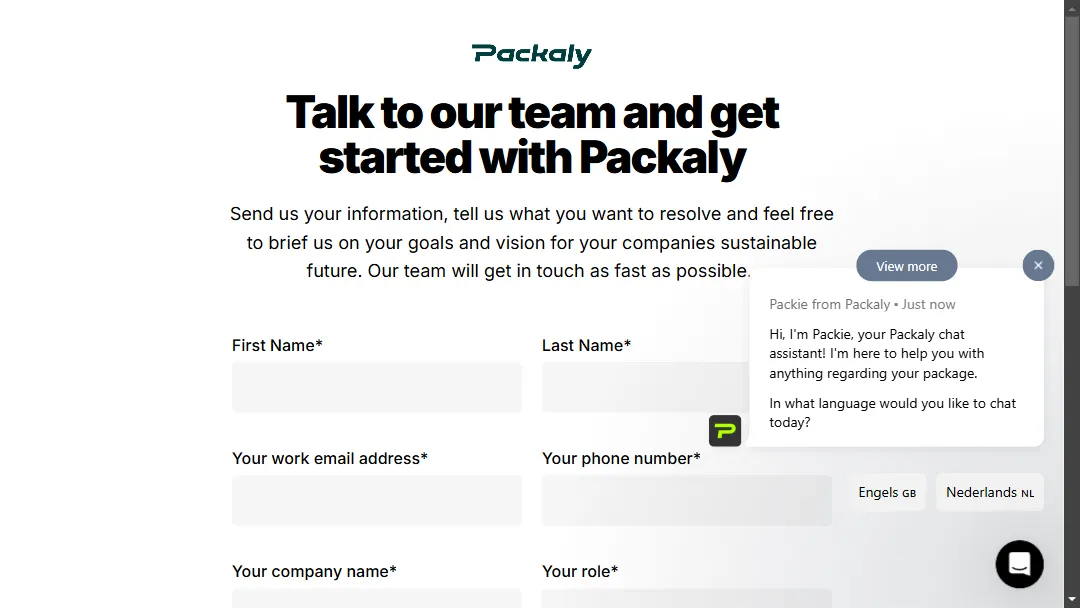 Packaly
Talk to our team and get
started with Packaly
Send us your information, tell us what you want to resolve and feel free
to brief us on your goals and vision for your companies sustainable
future. Our team will get in touch as fast as possible.
View more
Packie from Packaly • Just now
Hi, I'm Packie, your Packaly chat
assistant! I'm here to help you with
anything regarding your package.
In what language would you like to chat
today?
Engels GB
Nederlands NL
First Name*
Last Name*
Your work email address*
Your phone number*
Your company name*
Your role*